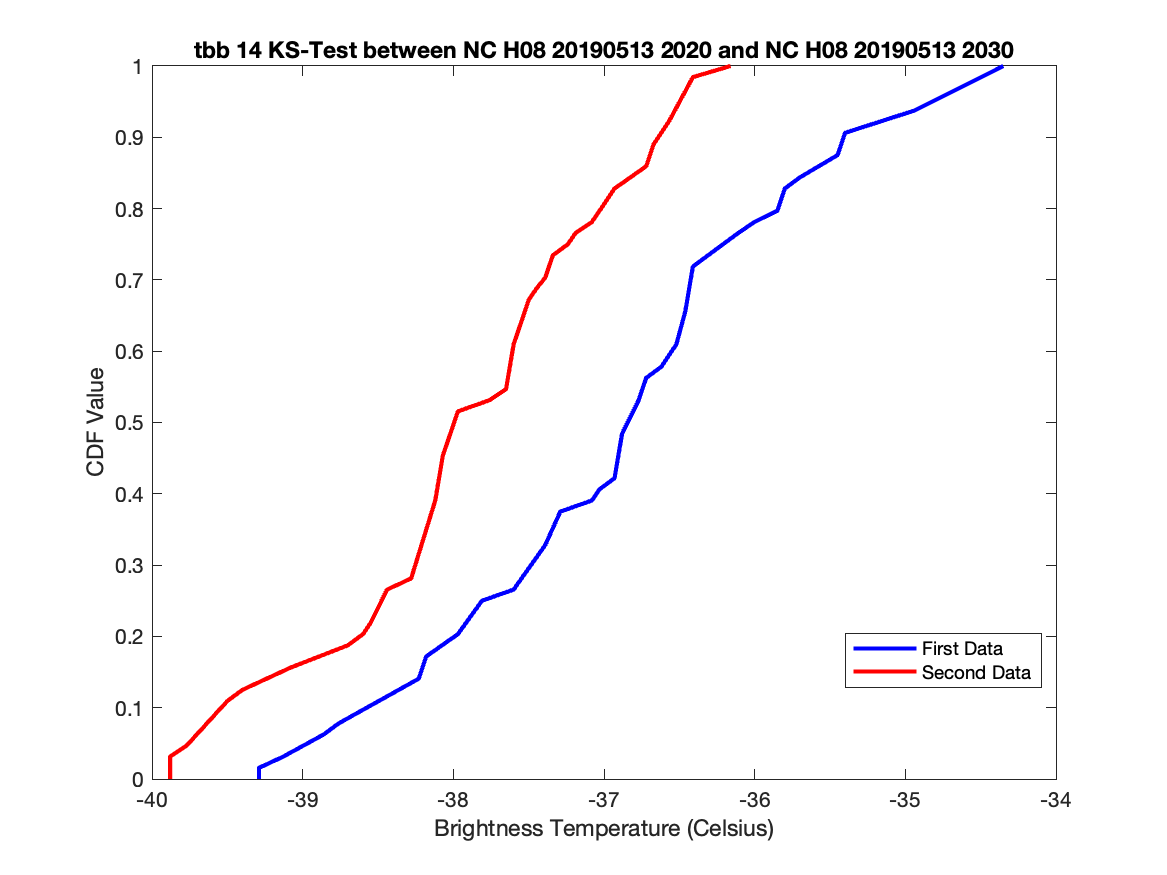 tbb 14 KS-Test between NC H08 20190513 2020 and NC H08 20190513 2030
1
0.9
0.8
0.7
0.6
0.5
0.4
0.3
0.2
0.1
0
CDF Value
First Data
Second Data
-40 -39 -38 -37 -36 -35 -34
Brightness Temperature (Celsius)